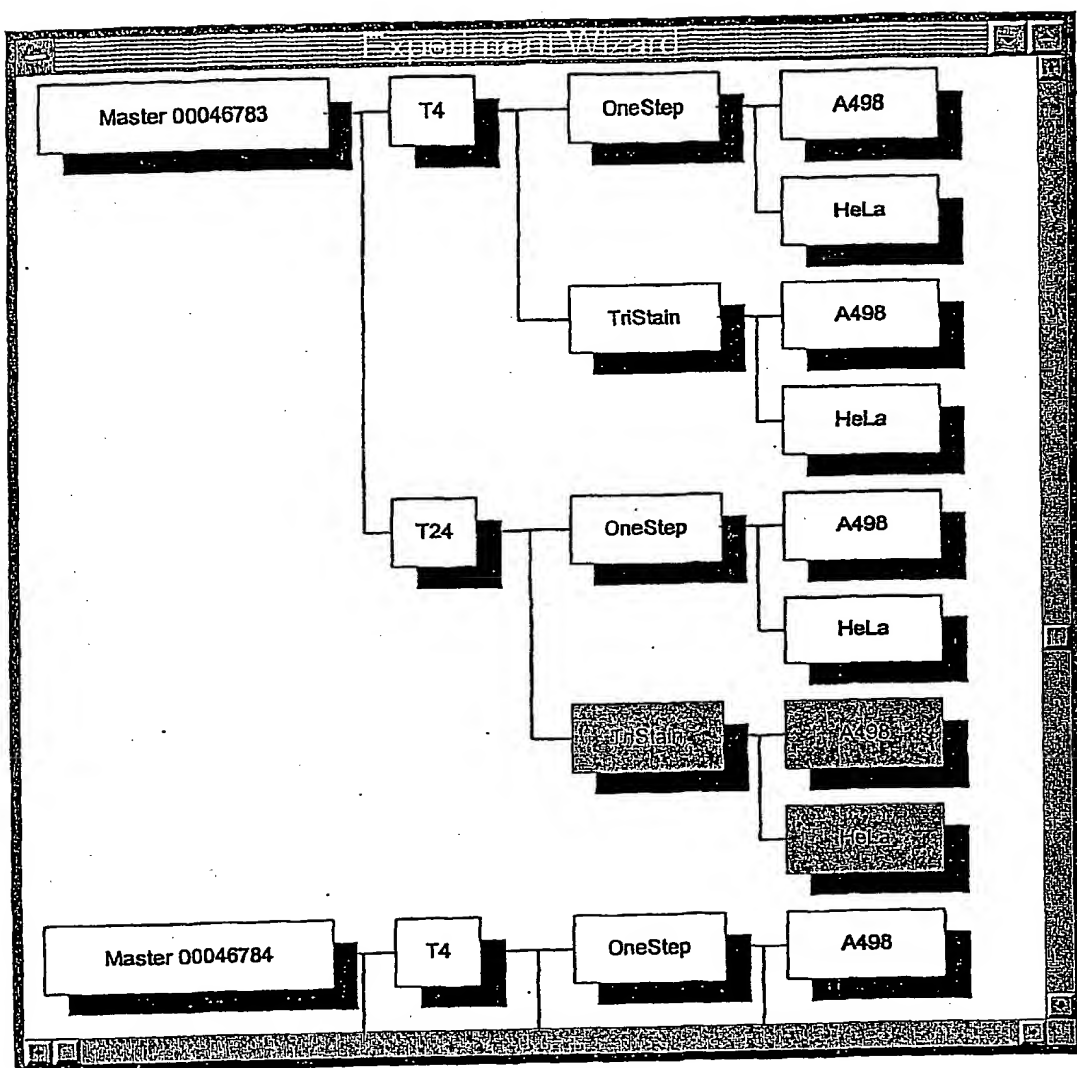 Experiment Wizard
Master 00046783
T4
OneStep
A498
HeLa
TriStain
A498
HeLa
T24
OneStep
A498
HeLa
TriStain
A498
HeLa
Master 00046784
T4
OneStep
A498